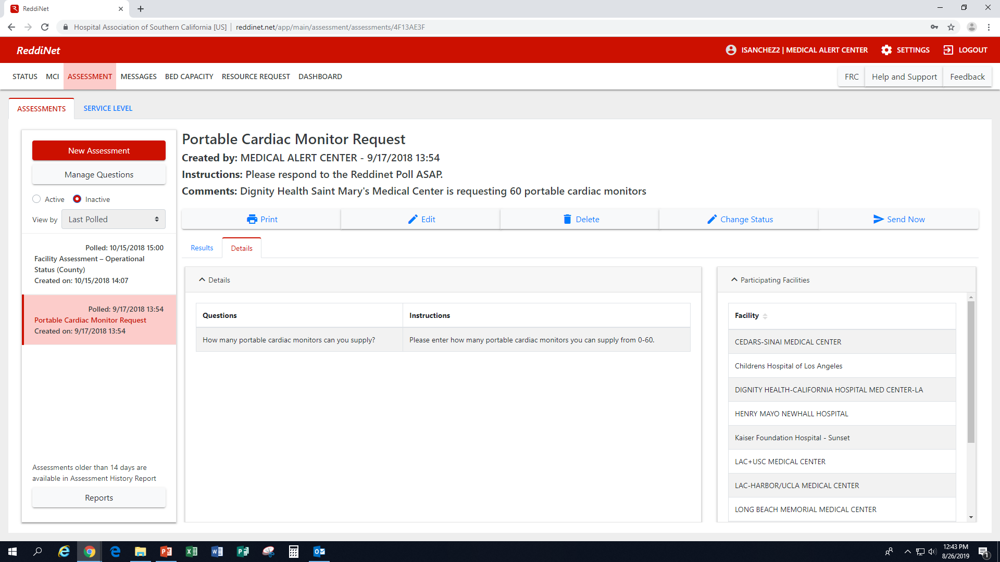 ReddiNet
Hospital Association of Southern California [US] reddinet.net/app/main/assessment/assessments/4F13AE3F
ReddiNet
ISANCHEZ2 | MEDICAL ALERT CENTER
SETTINGS
LOGOUT
STATUS
MCI
ASSESSMENT
MESSAGES
BED CAPACITY
RESOURCE REQUEST
DASHBOARD
FRC
Help and Support
Feedback
ASSESSMENTS
SERVICE LEVEL
New Assessment
Manage Questions
Active
Inactive
View by
Last Polled
Polled: 10/15/2018 15:00
Facility Assessment – Operational
Status (County)
Created on: 10/15/2018 14:07
Polled: 9/17/2018 13:54
Portable Cardiac Monitor Request
Created on: 9/17/2018 13:54
Assessments older than 14 days are
available in Assessment History Report
Reports
Portable Cardiac Monitor Request
Created by: MEDICAL ALERT CENTER - 9/17/2018 13:54
Instructions: Please respond to the Reddinet Poll ASAP.
Comments: Dignity Health Saint Mary's Medical Center is requesting 60 portable cardiac monitors
Print
Edit
Delete
Change Status
Send Now
Results
Details
Details
Questions
Instructions
How many portable cardiac monitors can you supply?
Please enter how many portable cardiac monitors you can supply from 0-60.
Participating Facilities
Facility
CEDARS-SINAI MEDICAL CENTER
Childrens Hospital of Los Angeles
DIGNITY HEALTH-CALIFORNIA HOSPITAL MED CENTER-LA
HENRY MAYO NEWHALL HOSPITAL
Kaiser Foundation Hospital - Sunset
LAC+USC MEDICAL CENTER
LAC-HARBOR/UCLA MEDICAL CENTER
LONG BEACH MEMORIAL MEDICAL CENTER
12:43 PM
8/26/2019
1